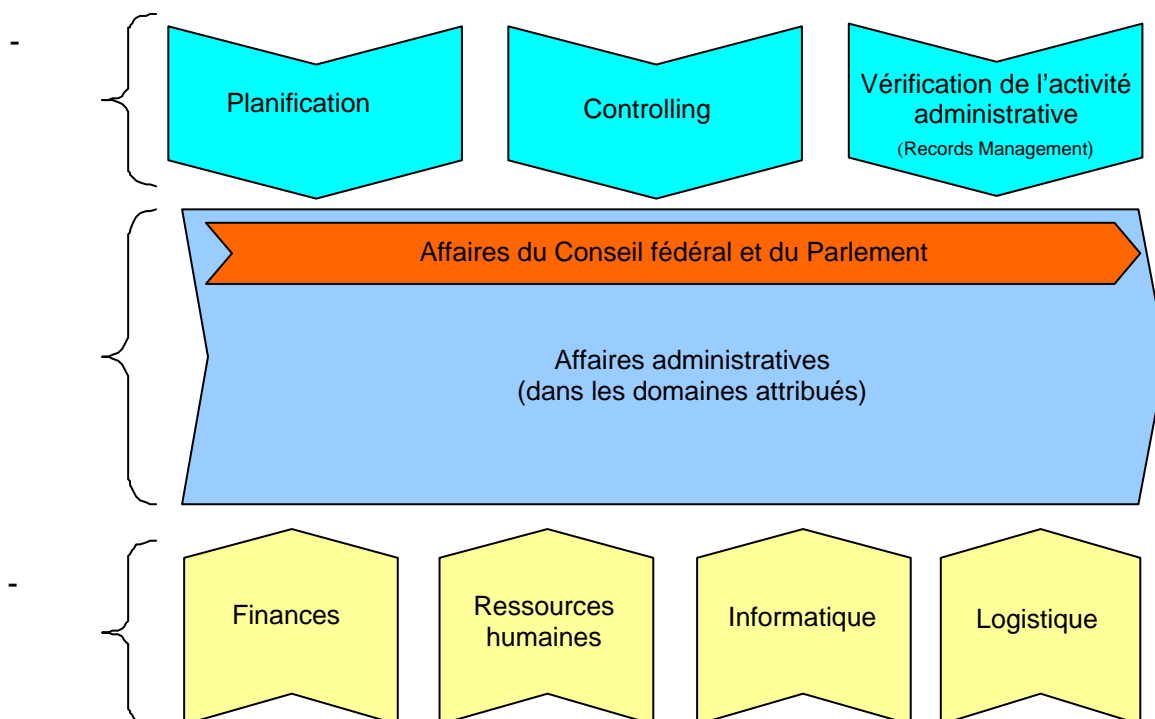 -
Planification
Controlling
Vérification de l'activité
administrative
(Records Management)
Affaires du Conseil fédéral et du Parlement
Affaires administratives
(dans les domaines attribués)
-
Finances
Ressources
humaines
Informatique
Logistique